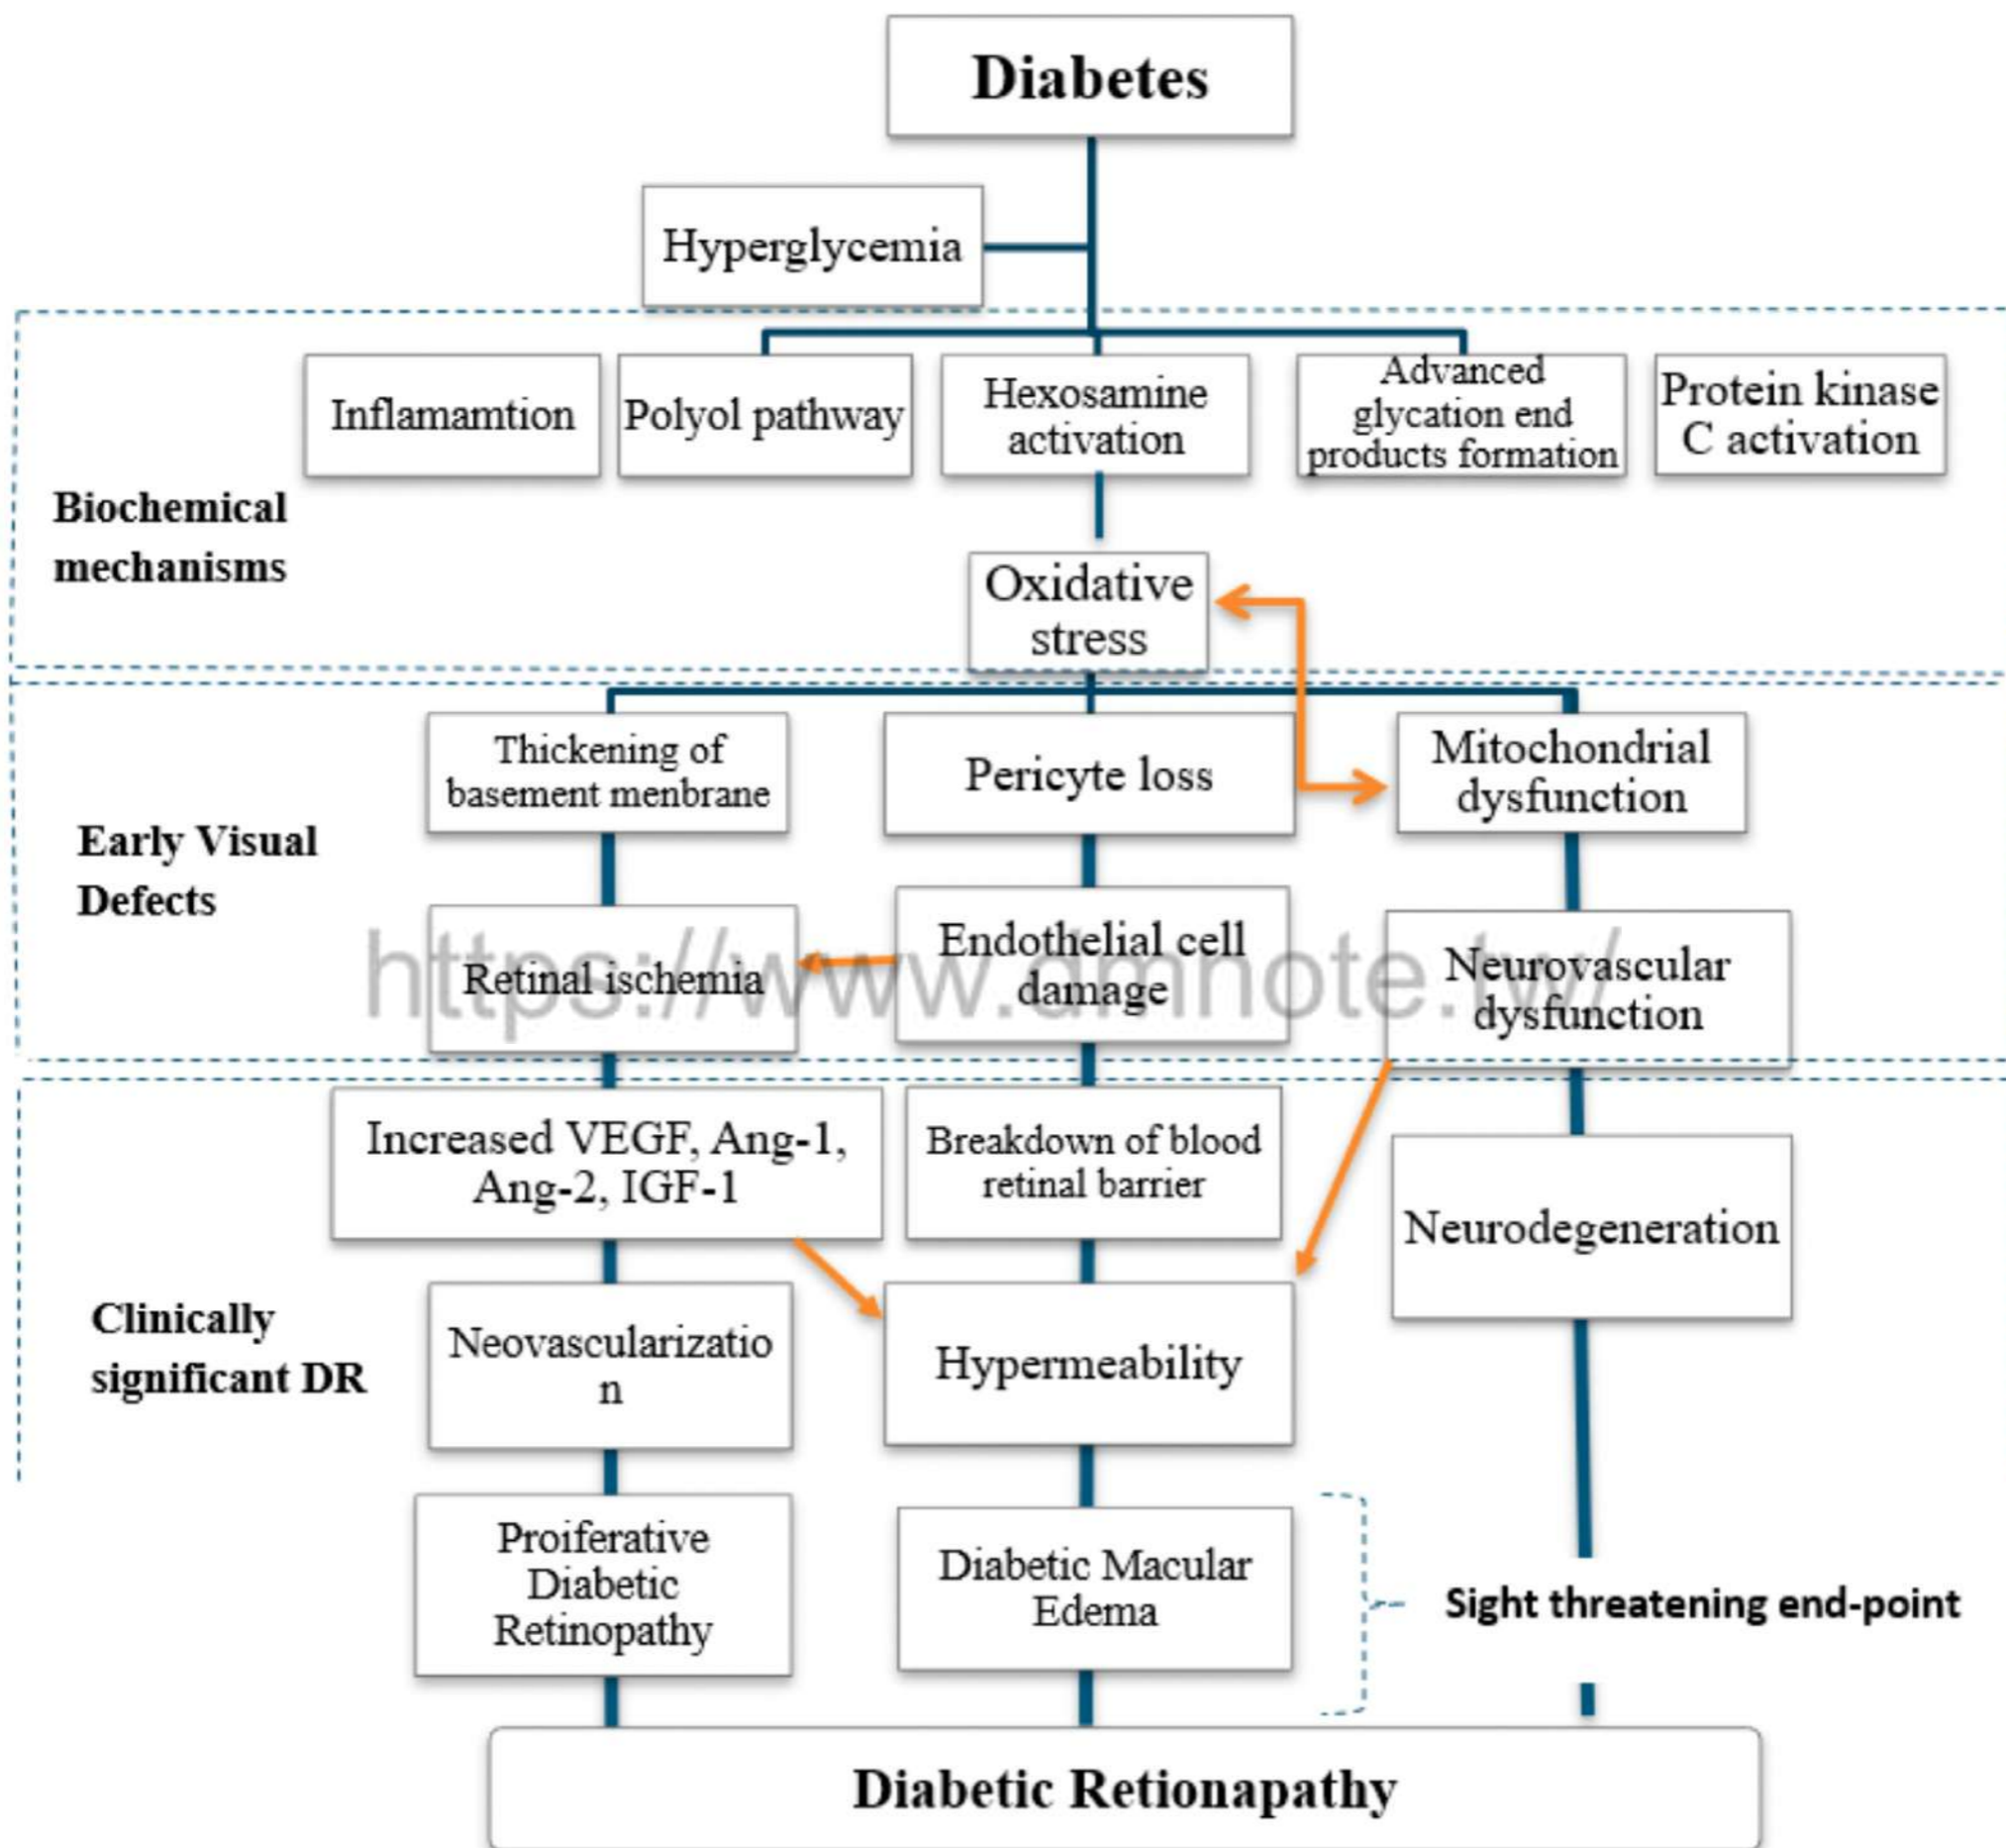 Diabetes
Hyperglycemia
Inflamamtion
Polyol pathway
Hexosamine
activation
Advanced
glycation end
products formation
Protein kinase
C activation
Biochemical
mechanisms
Oxidative
stress
Thickening of
basement menbrane
Pericyte loss
Mitochondrial
dysfunction
Early Visual
Defects
Retinal ischemia
Endothelial cell
damage
Neurovascular
dysfunction
https://www.dmnote.tw/
Increased VEGF, Ang-1,
Ang-2, IGF-1
Breakdown of blood
retinal barrier
Neurodegeneration
Clinically
significant DR
Neovascularizatio
n
Hypermeability
Proiferative
Diabetic
Retinopathy
Diabetic Macular
Edema
Sight threatening end-point
Diabetic Retionapathy